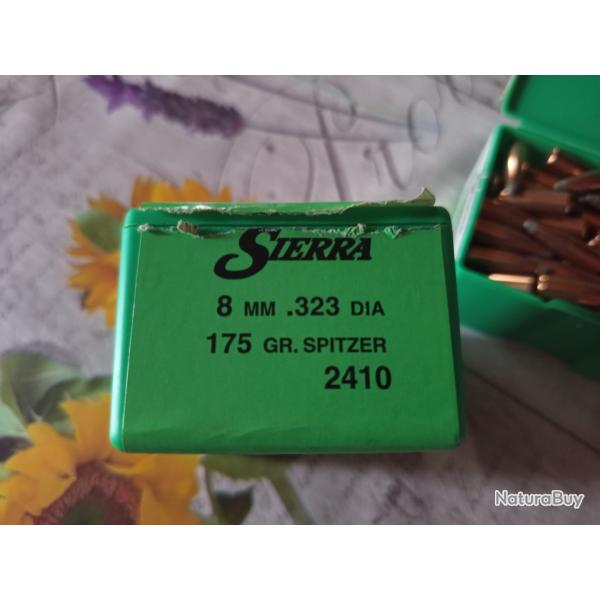 SIERRA
8 MM .323 DIA
175 GR. SPITZER
2410
NaturaBuy